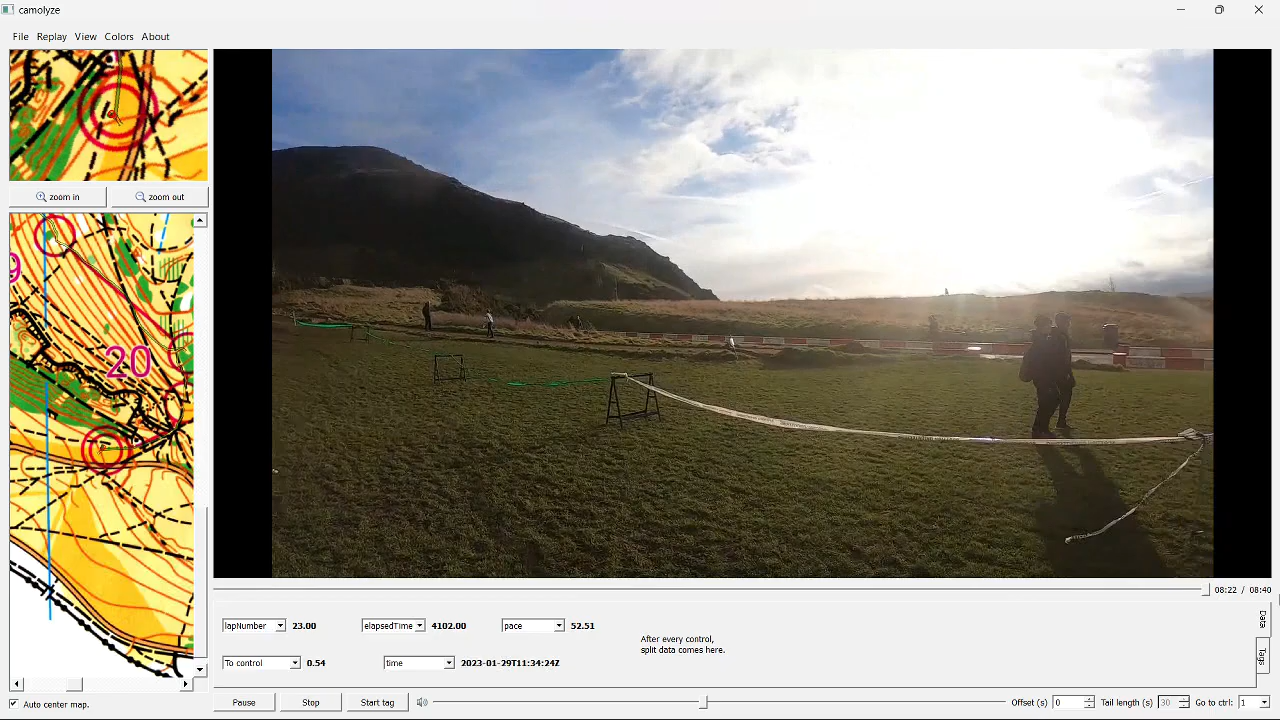 camolyze
File Replay View Colors About
zoom in zoom out
9
20
08:22 / 08:40
lapNumber 23.00 elapsedTime 4102.00 pace 52.51
After every control,
split data comes here.
To control 0.54 time 2023-01-29T11:34:24Z
Data
Tags
Auto center map.
Pause Stop Start tag Offset (s) 0 Tail length (s) 30 Go to ctrl: 1